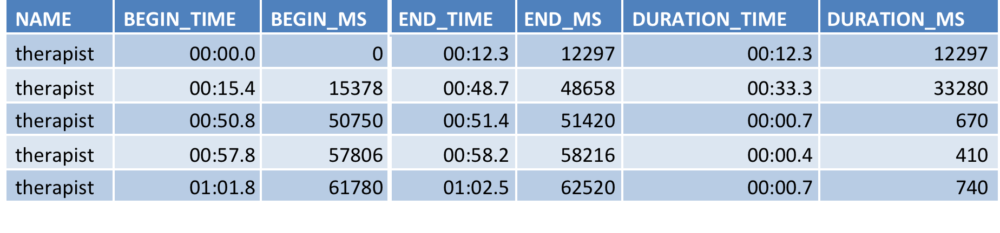 NAME BEGIN_TIME BEGIN_MS END_TIME END_MS DURATION_TIME DURATION_MS
therapist 00:00.0 0 00:12.3 12297 00:12.3 12297
therapist 00:15.4 15378 00:48.7 48658 00:33.3 33280
therapist 00:50.8 50750 00:51.4 51420 00:00.7 670
therapist 00:57.8 57806 00:58.2 58216 00:00.4 410
therapist 01:01.8 61780 01:02.5 62520 00:00.7 740